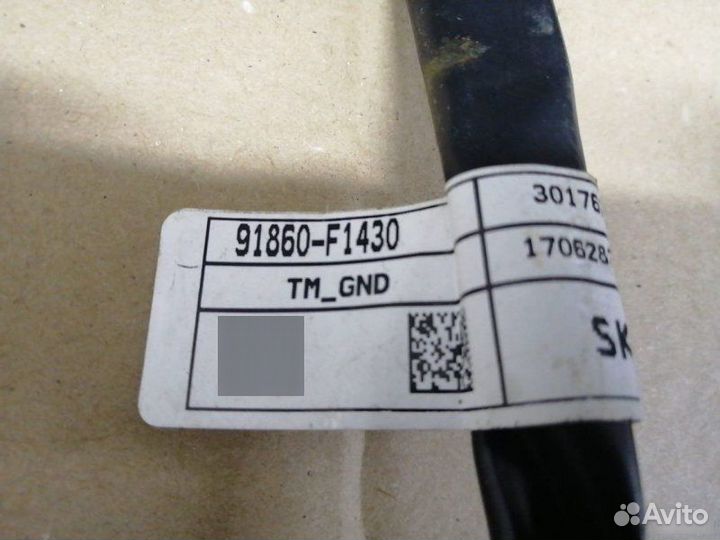 91860-F1430
TM_GND
30176
170628
SK
Avito